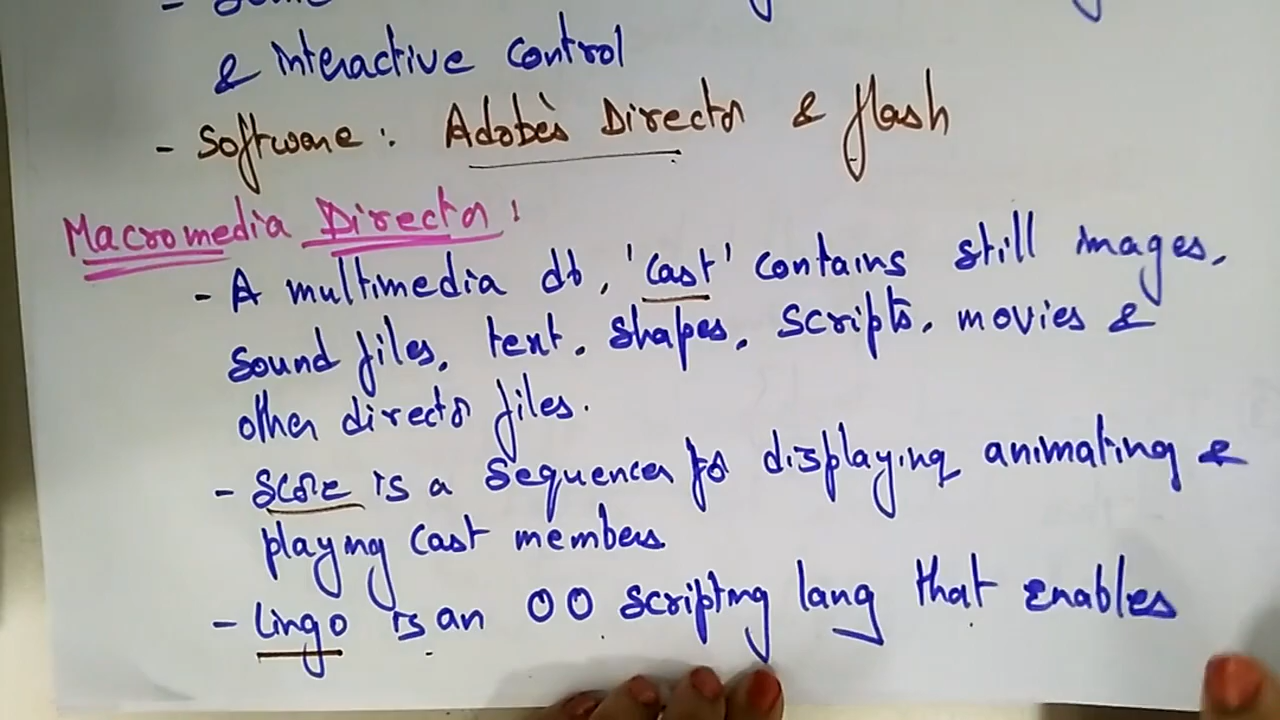 & interactive control
- Software : Adobe's Director & flash
Macromedia Director :
- A multimedia db, 'cast' contains still images,
sound files, text, shapes, scripts, movies &
other director files.
- Score is a sequencer for displaying animating &
playing cast members
- Lingo is an OO scripting lang that enables